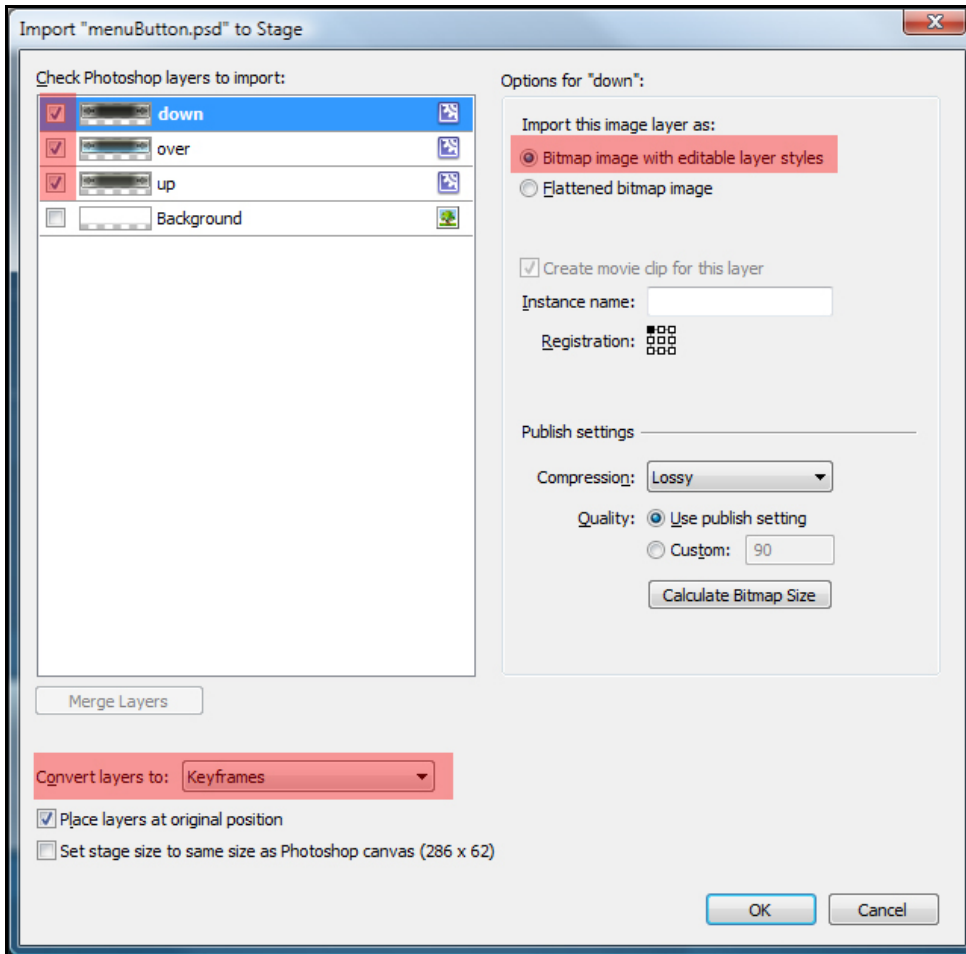 Import "menuButton.psd" to Stage
Check Photoshop layers to import:
down
over
up
Background
Merge Layers
Convert layers to: Keyframes
Place layers at original position
Set stage size to same size as Photoshop canvas (286 x 62)
Options for "down":
Import this image layer as:
Bitmap image with editable layer styles
Flattened bitmap image
Create movie clip for this layer
Instance name:
Registration:
Publish settings
Compression: Lossy
Quality: Use publish setting
Custom: 90
Calculate Bitmap Size
OK Cancel